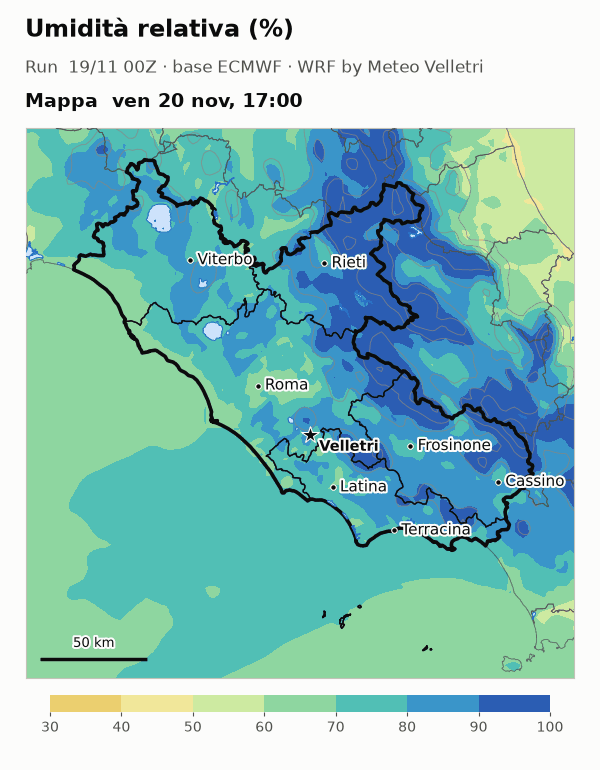 Umidità relativa (%)
Run  19/11 00Z · base ECMWF · WRF by Meteo Velletri
Mappa  ven 20 nov, 17:00
Viterbo
Rieti
Roma
Velletri
Frosinone
Cassino
Latina
Terracina
50 km
30 40 50 60 70 80 90 100